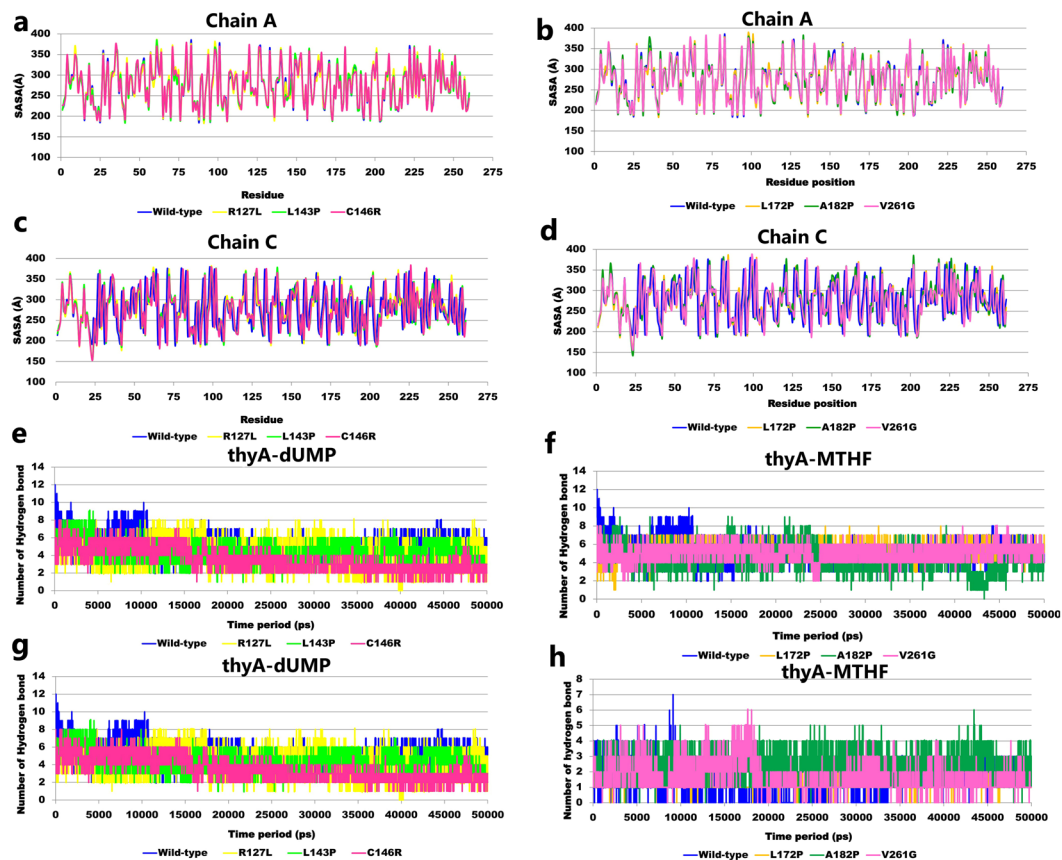 a
Chain A
SASA(Å)
400
350
300
250
200
150
100
0 25 50 75 100 125 150 175 200 225 250 275
Residue
Wild-type R127L L143P C146R
b
Chain A
SASA (Å)
400
350
300
250
200
150
100
0 25 50 75 100 125 150 175 200 225 250 275
Residue position
Wild-type L172P A182P V261G
c
Chain C
SASA (Å)
400
350
300
250
200
150
100
0 25 50 75 100 125 150 175 200 225 250 275
Residue
Wild-type R127L L143P C146R
d
Chain C
SASA (Å)
400
350
300
250
200
150
100
0 25 50 75 100 125 150 175 200 225 250 275
Residue position
Wild-type L172P A182P V261G
e
thyA-dUMP
Number of Hydrogen bond
14
12
10
8
6
4
2
0
0 5000 10000 15000 20000 25000 30000 35000 40000 45000 50000
Time period (ps)
Wild-type R127L L143P C146R
f
thyA-MTHF
Number of Hydrogen bond
14
12
10
8
6
4
2
0
0 5000 10000 15000 20000 25000 30000 35000 40000 45000 50000
Time period (ps)
Wild-type L172P A182P V261G
g
thyA-dUMP
Number of Hydrogen bond
14
12
10
8
6
4
2
0
0 5000 10000 15000 20000 25000 30000 35000 40000 45000 50000
Time period (ps)
Wild-type R127L L143P C146R
h
thyA-MTHF
Number of hydrogen bond
8
7
6
5
4
3
2
1
0
0 5000 10000 15000 20000 25000 30000 35000 40000 45000 50000
Time period (ps)
Wild-type L172P A182P V261G